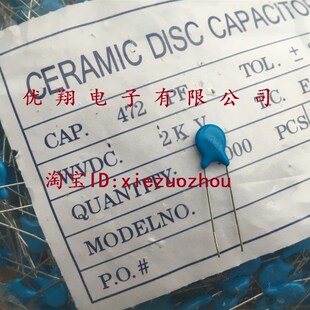 CERAMIC DISC CAPACITO
优翔电子有限公司
CAP. 472 PF. TOL. ±
WVDC. 2KV T.C. E
QUANTITY. 000 PCS
淘宝ID:xiezuozhou
MODELNO.
P.O.#